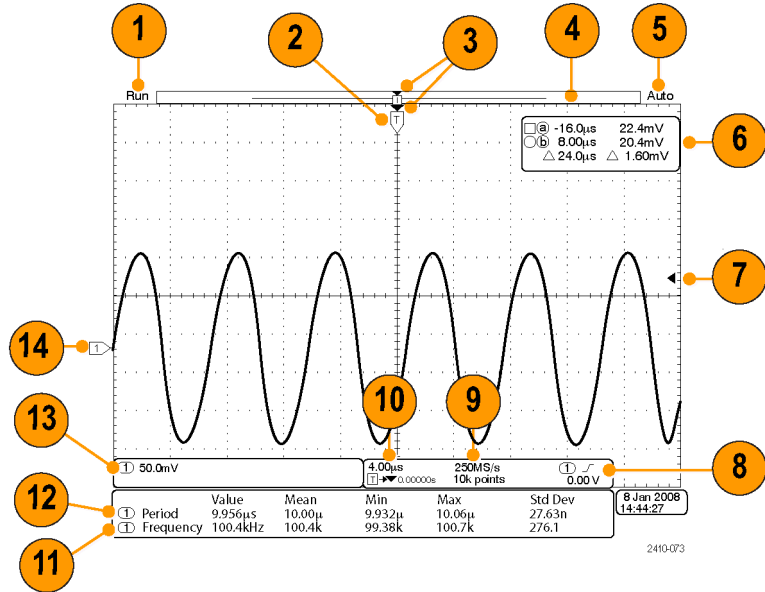 1
2
3
4
5
Run
Auto
T
T
a -16.0µs 22.4mV
b 8.00µs 20.4mV
△24.0µs △ 1.60mV
6
7
14
1
13
10
9
1 50.0mV
4.00µs 250MS/s 1
T 0.00000s 10k points 0.00 V
8
Value Mean Min Max Std Dev
12
1 Period 9.956µs 10.00µ 9.932µ 10.06µ 27.63n
1 Frequency 100.4kHz 100.4k 99.38k 100.7k 276.1
11
8 Jan 2008
14:44:27
2410-073